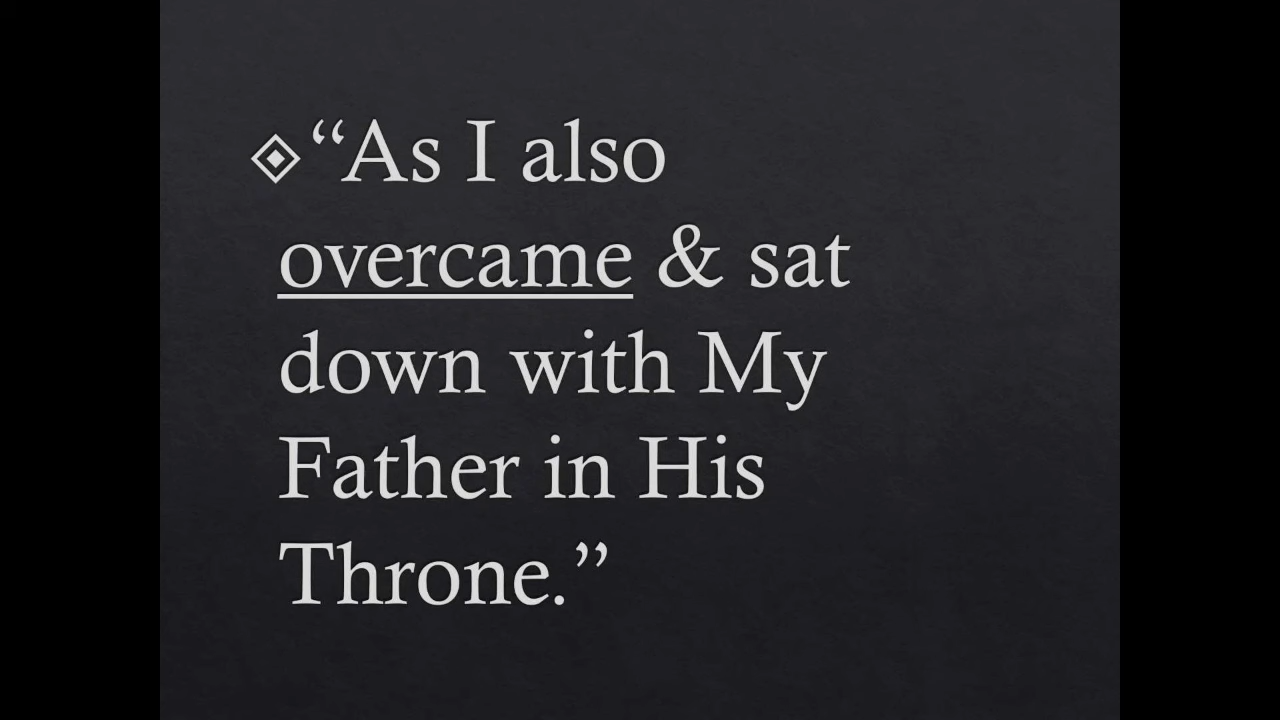 “As I also
overcame & sat
down with My
Father in His
Throne.”